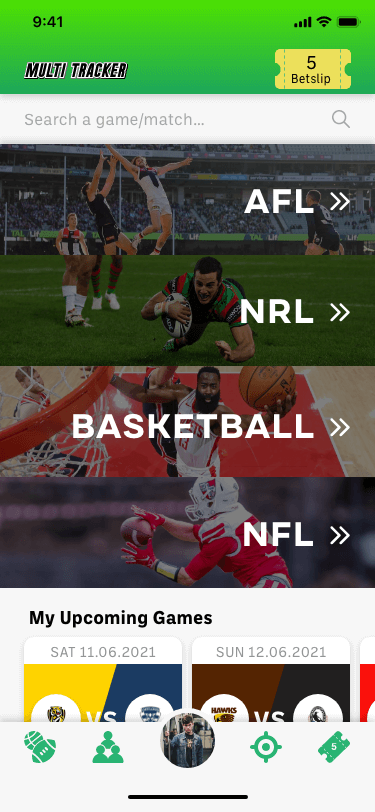 9:41
MULTI TRACKER
5
Betslip
Search a game/match...
AFL
NRL
BASKETBALL
NFL
My Upcoming Games
SAT 11.06.2021
SUN 12.06.2021
VS
HAWKS
VS
5